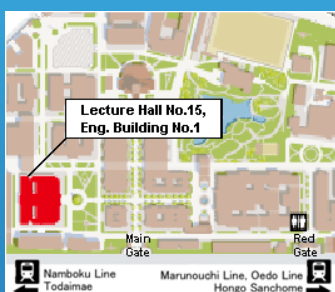 Lecture Hall No.15,
Eng. Building No.1
Main
Gate
Red
Gate
Namboku Line
Todaimae
Marunouchi Line, Oedo Line
Hongo Sanchome